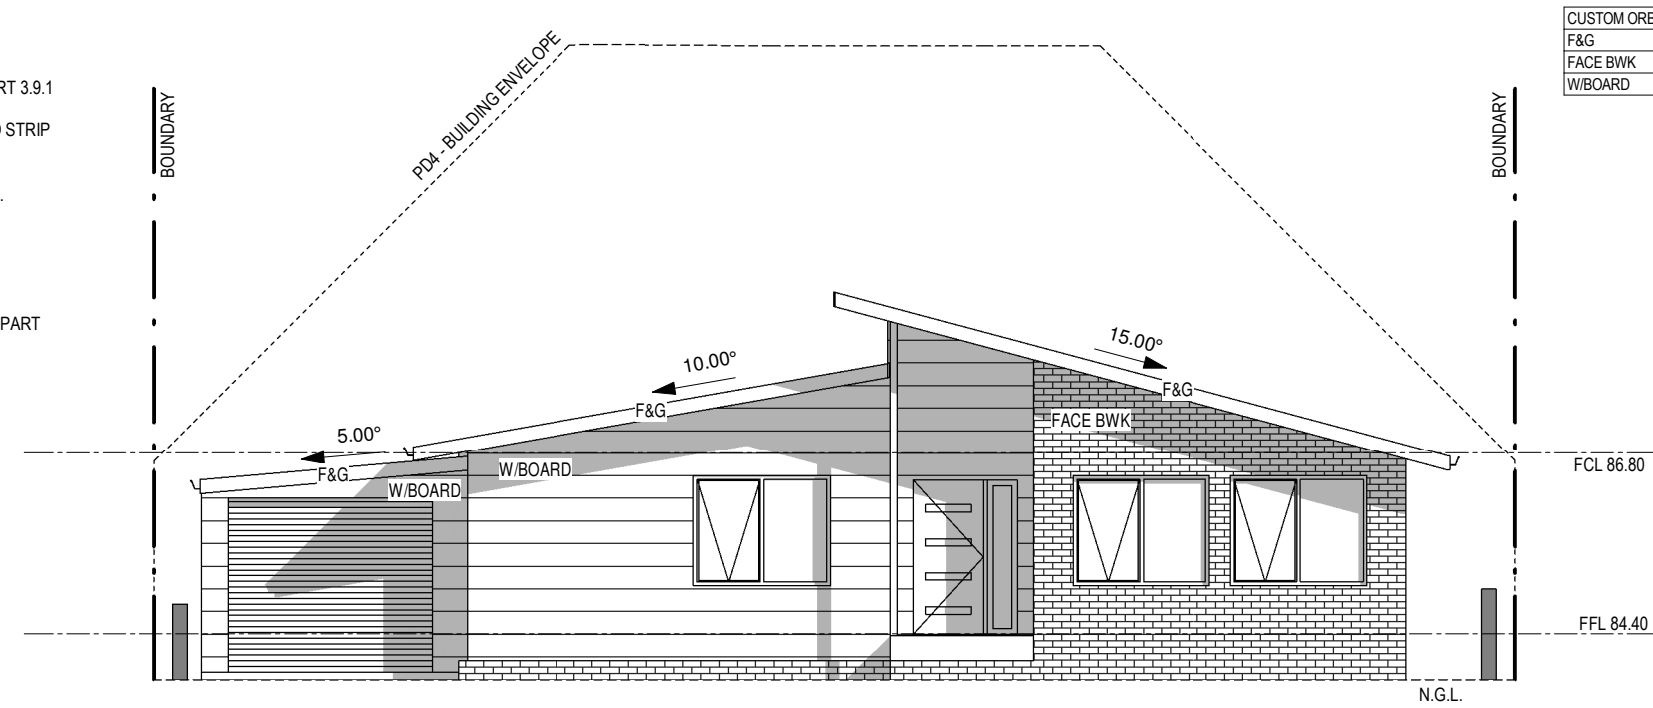 RT 3.9.1
STRIP
PART
CUSTOM ORB
F&G
FACE BWK
W/BOARD
BOUNDARY
PD4 - BUILDING ENVELOPE
BOUNDARY
15.00°
10.00°
F&G
F&G
FACE BWK
5.00°
F&G
W/BOARD
W/BOARD
FCL 86.80
FFL 84.40
N.G.L.